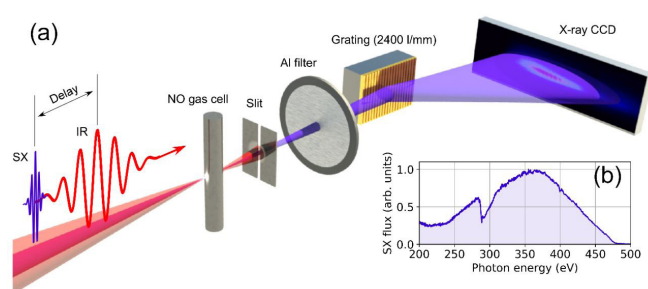 (a)
Delay
SX
IR
NO gas cell
Slit
Al filter
Grating (2400 l/mm)
X-ray CCD
(b)
SX flux (arb. units)
1.0
0.5
0.0
200 250 300 350 400 450 500
Photon energy (eV)